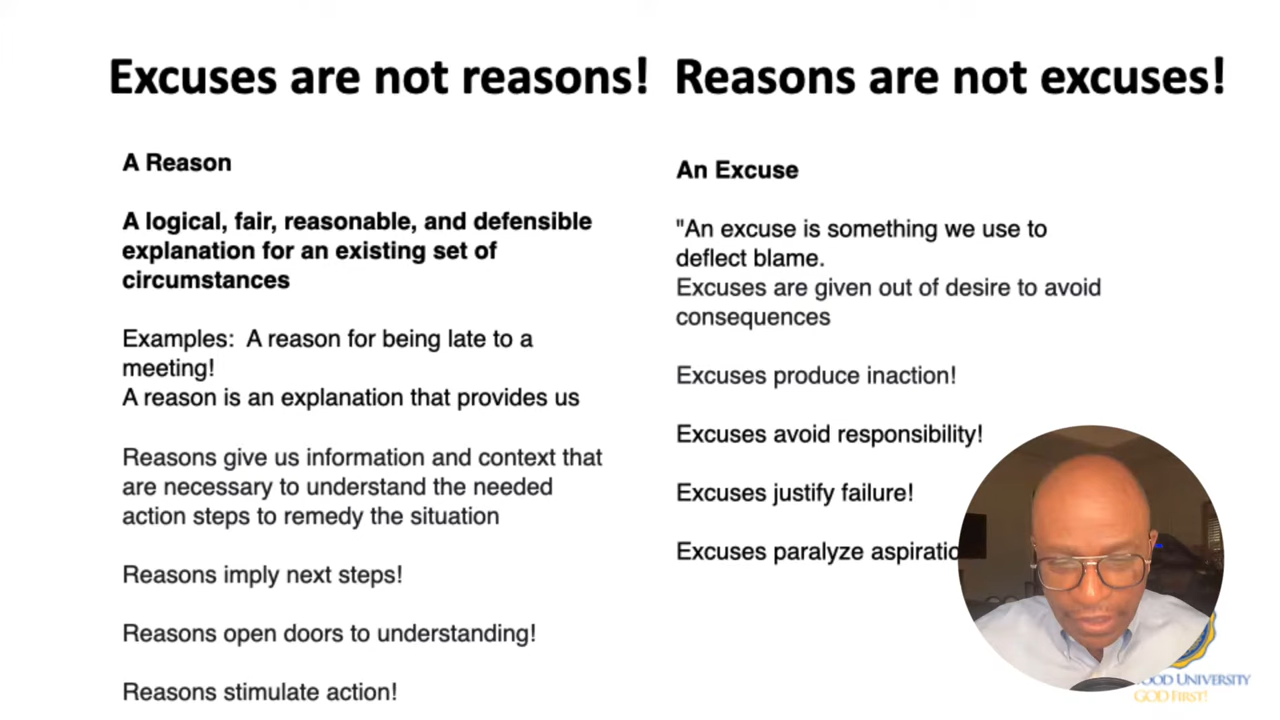 Excuses are not reasons!
Reasons are not excuses!
A Reason
A logical, fair, reasonable, and defensible
explanation for an existing set of
circumstances
Examples:  A reason for being late to a
meeting!
A reason is an explanation that provides us
Reasons give us information and context that
are necessary to understand the needed
action steps to remedy the situation
Reasons imply next steps!
Reasons open doors to understanding!
Reasons stimulate action!
An Excuse
"An excuse is something we use to
deflect blame.
Excuses are given out of desire to avoid
consequences
Excuses produce inaction!
Excuses avoid responsibility!
Excuses justify failure!
Excuses paralyze
UNIVERSITY
GOD FIRST!